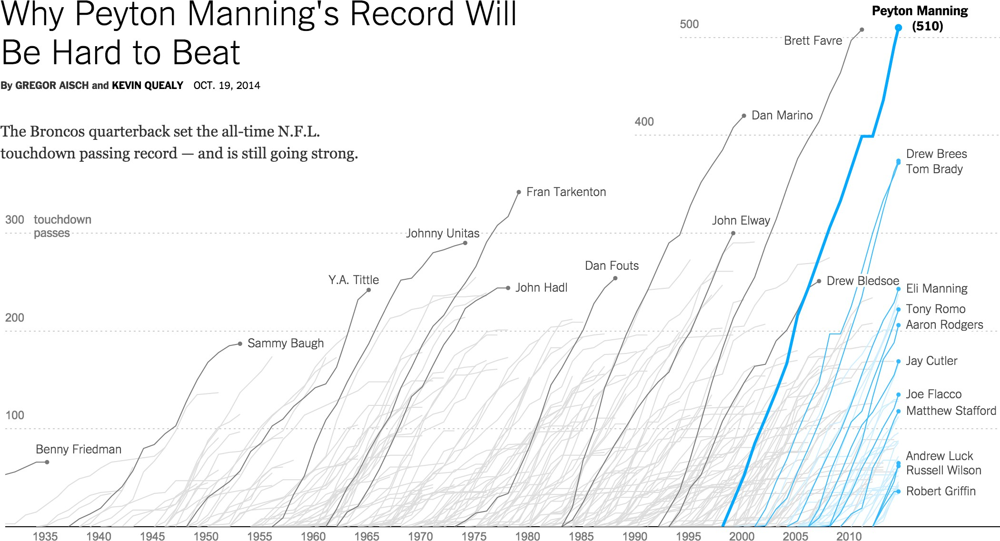 Why Peyton Manning's Record Will
Be Hard to Beat
By GREGOR AISCH and KEVIN QUEALY OCT. 19, 2014
The Broncos quarterback set the all-time N.F.L.
touchdown passing record — and is still going strong.
Peyton Manning
(510)
500
Brett Favre
Dan Marino
400
Drew Brees
Tom Brady
Fran Tarkenton
300 touchdown
passes
Johnny Unitas
John Elway
Dan Fouts
Y.A. Tittle
John Hadl
Drew Bledsoe
Eli Manning
Tony Romo
200
Aaron Rodgers
Sammy Baugh
Jay Cutler
Joe Flacco
Matthew Stafford
100
Benny Friedman
Andrew Luck
Russell Wilson
Robert Griffin
1935 1940 1945 1950 1955 1960 1965 1970 1975 1980 1985 1990 1995 2000 2005 2010